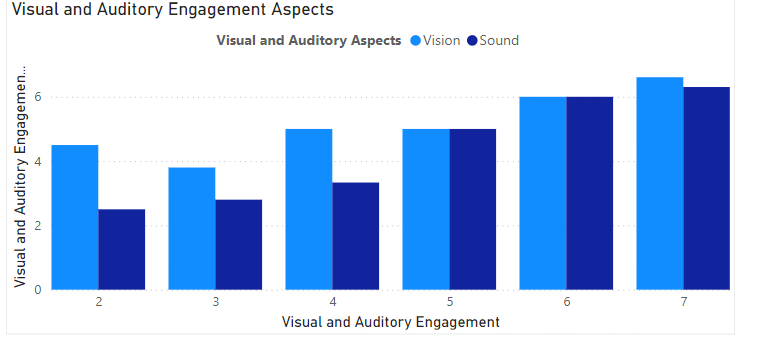 Visual and Auditory Engagement Aspects
Visual and Auditory Aspects Vision Sound
Visual and Auditory Engagemen...
6
4
2
0
2 3 4 5 6 7
Visual and Auditory Engagement